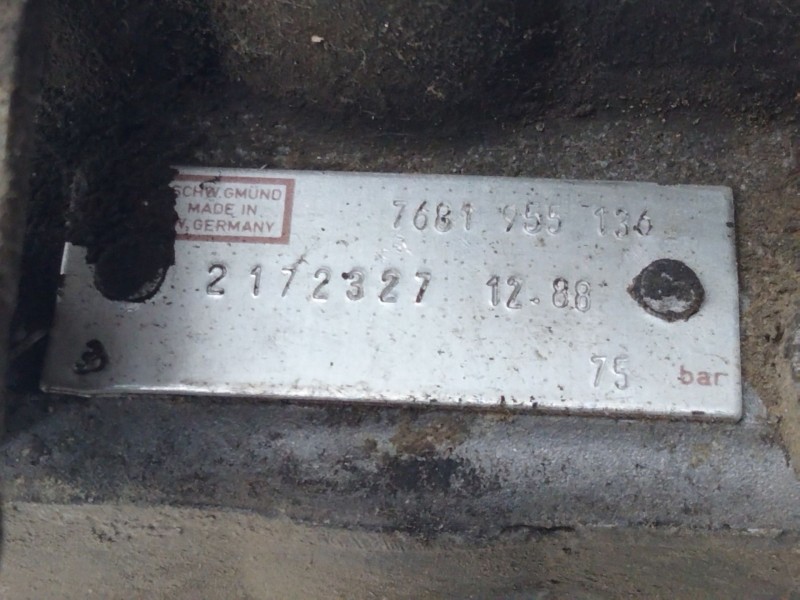 SCHW. GMÜND
MADE IN
W. GERMANY
7681 955 136
2172327 12.88
75 bar